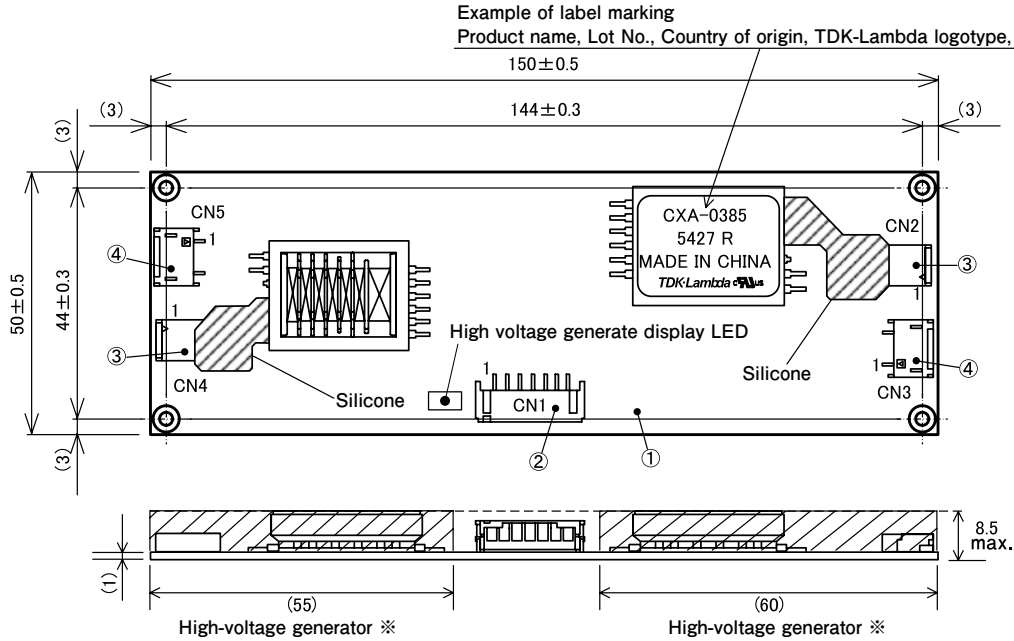 Example of label marking
Product name, Lot No., Country of origin, TDK-Lambda logotype,
150±0.5
(3)
144±0.3
(3)
(3)
CN5
1
④
CXA-0385
5427 R
MADE IN CHINA
TDK-Lambda c UL us
CN2
③
1
50±0.5
44±0.3
1
③
CN4
High voltage generate display LED
Silicone
1
CN1
Silicone
1
④
CN3
(3)
②
①
8.5
max.
(1)
(55)
(60)
High-voltage generator ※
High-voltage generator ※